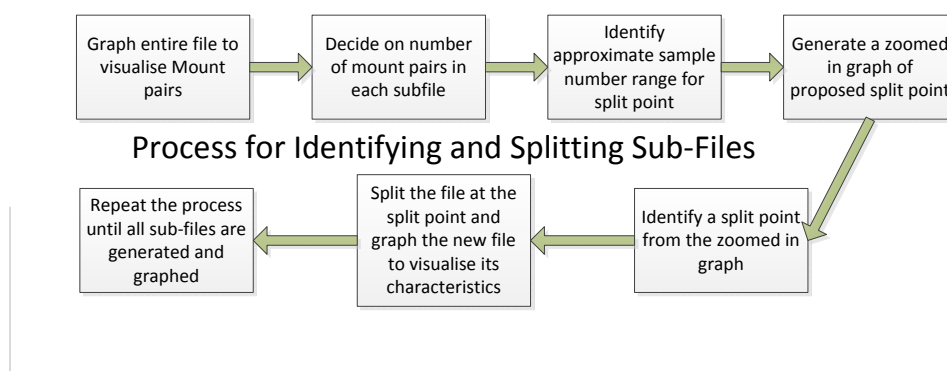 Graph entire file to
visualise Mount
pairs
Decide on number
of mount pairs in
each subfile
Identify
approximate sample
number range for
split point
Generate a zoomed
in graph of
proposed split point
Process for Identifying and Splitting Sub-Files
Identify a split point
from the zoomed in
graph
Split the file at the
split point and
graph the new file
to visualise its
characteristics
Repeat the process
until all sub-files are
generated and
graphed